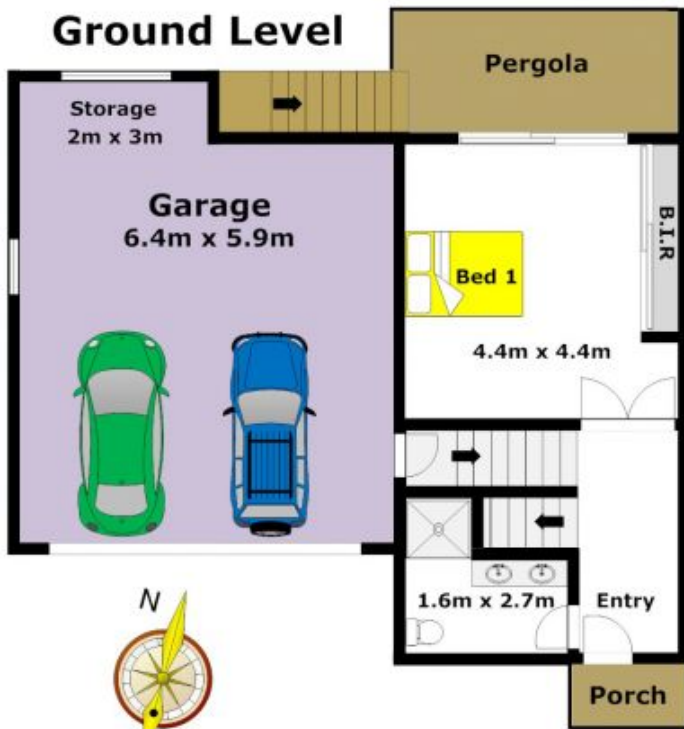 Ground Level
Pergola
Storage
2m x 3m
Garage
6.4m x 5.9m
B.I.R
Bed 1
4.4m x 4.4m
1.6m x 2.7m
Entry
N
Porch